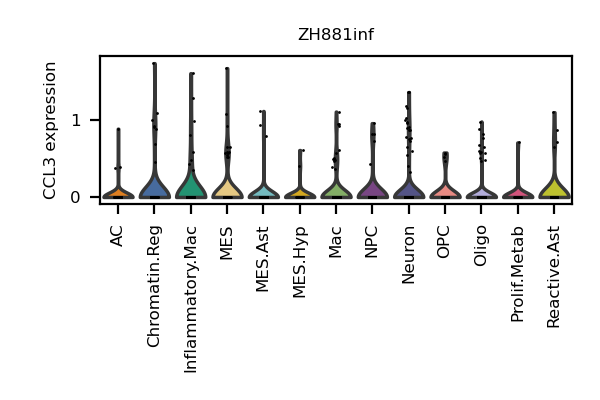 ZH881inf
CCL3 expression
1
0
AC
Chromatin.Reg
Inflammatory.Mac
MES
MES.Ast
MES.Hyp
Mac
NPC
Neuron
OPC
Oligo
Prolif.Metab
Reactive.Ast